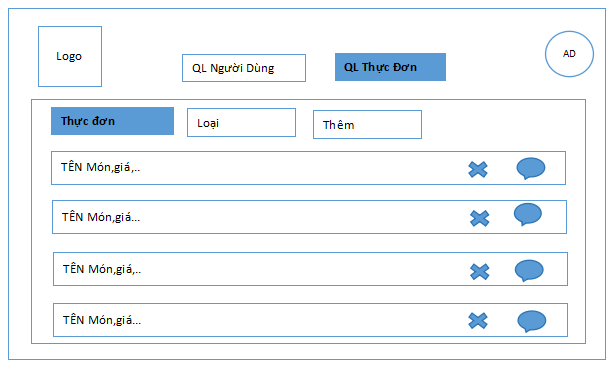 Logo
QL Người Dùng
QL Thực Đơn
AD
Thực đơn
Loại
Thêm
TÊN Món,giá,..
TÊN Món,giá...
TÊN Món,giá,..
TÊN Món,giá...